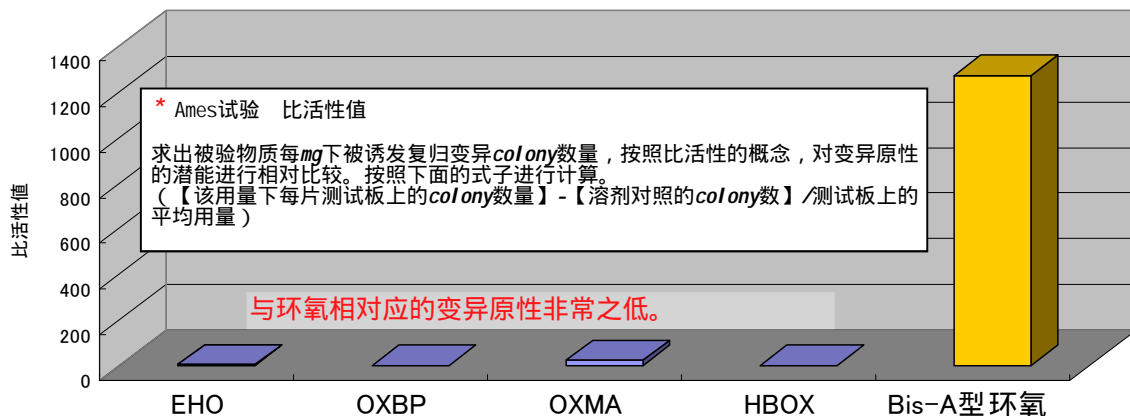 1400
1200
1000
800
600
400
200
0
比活性值
* Ames试验 比活性值
求出被验物质每mg下被诱发复归变异colony数量，按照比活性的概念，对变异原性
的潜能进行相对比较。按照下面的式子进行计算。
（【该用量下每片测试板上的colony数量】-【溶剂对照的colony数】/测试板上的
平均用量）
与环氧相对应的变异原性非常之低。
EHO OXBP OXMA HBOX Bis-A型环氧